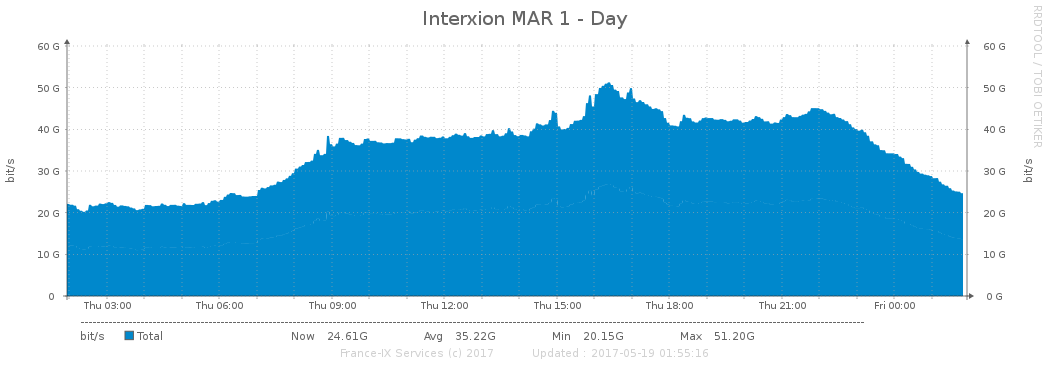 Interxion MAR 1 - Day
RRDTOOL / TOBI OETIKER
60 G 60 G
50 G 50 G
40 G 40 G
30 G 30 G
20 G 20 G
10 G 10 G
0 0 G
bit/s bit/s
Thu 03:00 Thu 06:00 Thu 09:00 Thu 12:00 Thu 15:00 Thu 18:00 Thu 21:00 Fri 00:00
bit/s Total Now 24.61G Avg 35.22G Min 20.15G Max 51.20G
France-IX Services (c) 2017 Updated : 2017-05-19 01:55:16